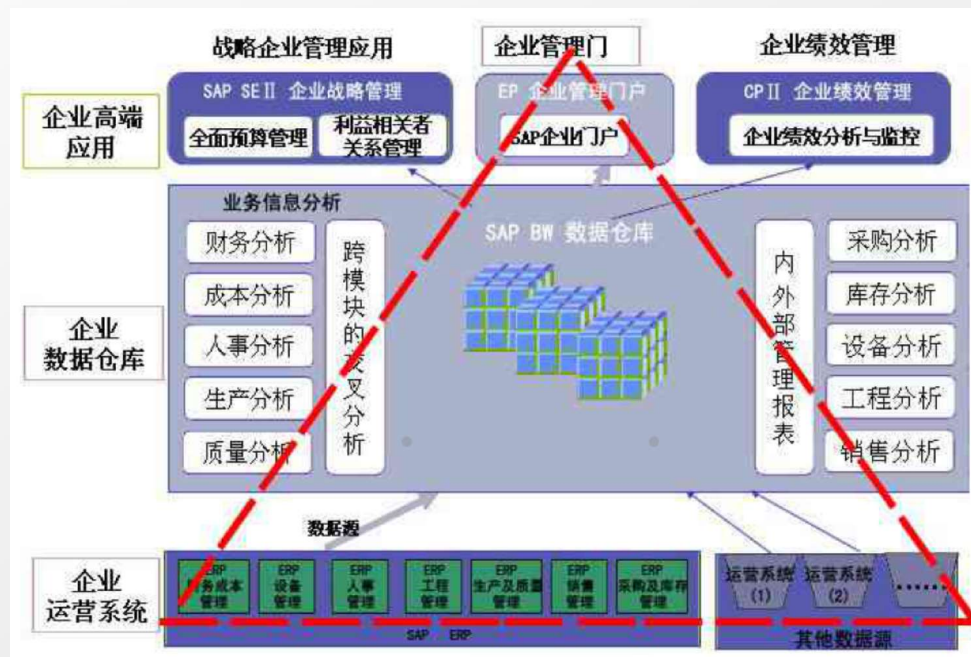 战略企业管理应用
企业管理门
企业绩效管理
企业高端
应用
SAP SEⅡ 企业战略管理
全面预算管理
利益相关者
关系管理
EP 企业管理门户
SAP企业门户
CPⅡ 企业绩效管理
企业绩效分析与监控
企业
数据仓库
业务信息分析
财务分析
成本分析
人事分析
生产分析
质量分析
跨模块的交叉分析
SAP BW 数据仓库
内外部管理报表
采购分析
库存分析
设备分析
工程分析
销售分析
数据源
企业
运营系统
ERP
财务成本
管理
ERP
设备
管理
ERP
人事
管理
ERP
工程
管理
ERP
生产及质量
管理
ERP
销售
管理
ERP
采购及库存
管理
SAP ERP
运营系统
(1)
运营系统
(2)
......
其他数据源